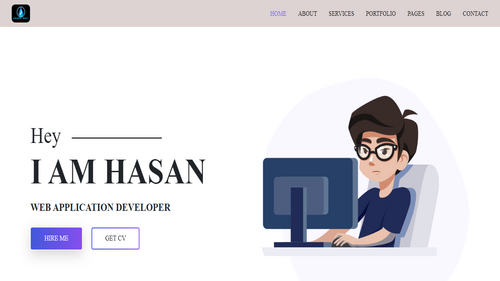 HOME ABOUT SERVICES PORTFOLIO PAGES BLOG CONTACT
Hey
I AM HASAN
WEB APPLICATION DEVELOPER
HIRE ME GET CV